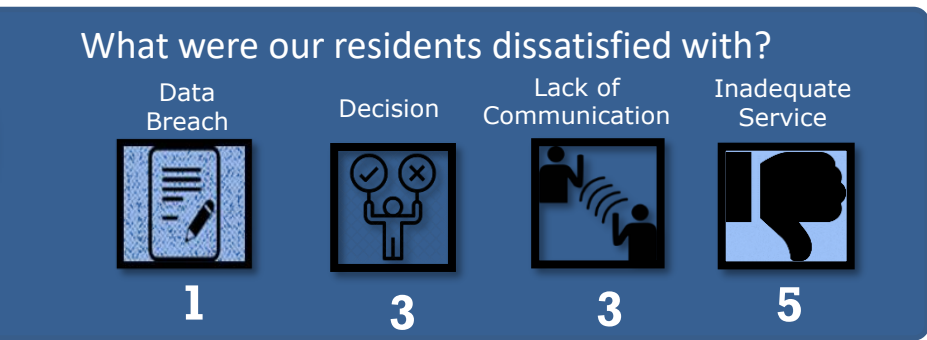 What were our residents dissatisfied with?
Data
Breach
Decision
Lack of
Communication
Inadequate
Service
1
3
3
5